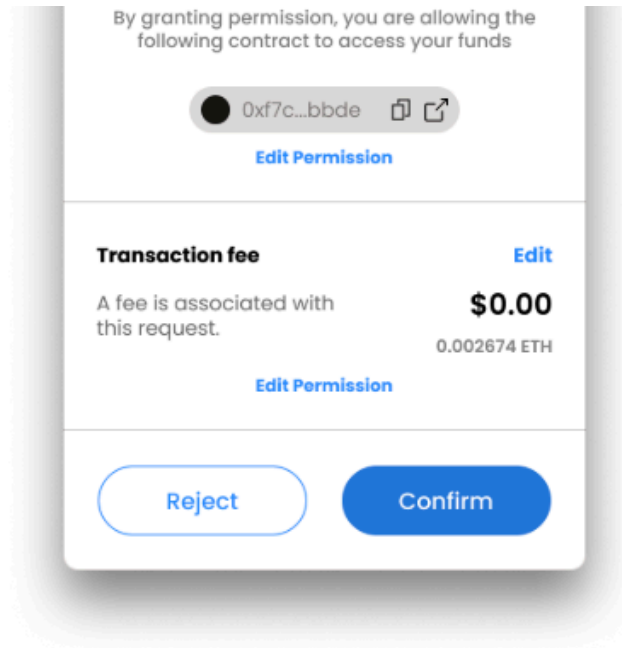 By granting permission, you are allowing the
following contract to access your funds
0xf7c...bbde
Edit Permission
Transaction fee
Edit
A fee is associated with
this request.
$0.00
0.002674 ETH
Edit Permission
Reject
Confirm